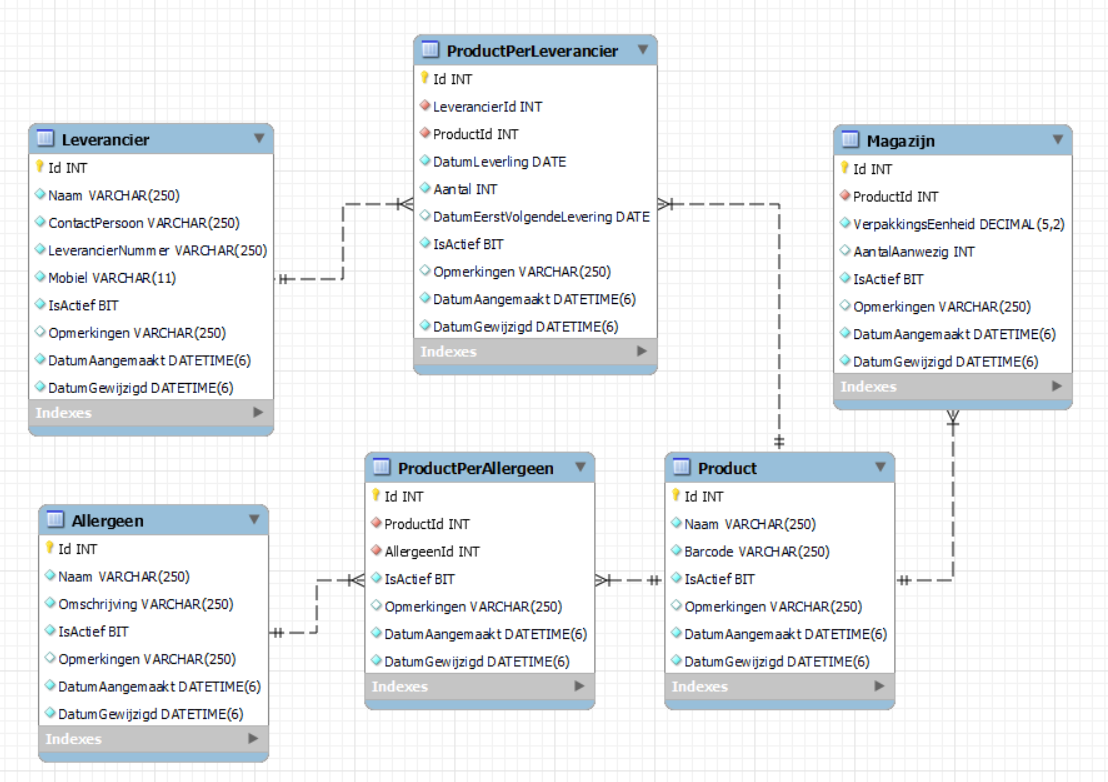 ProductPerLeverancier
Id INT
LeverancierId INT
ProductId INT
DatumLeverling DATE
Aantal INT
DatumEerstVolgendeLevering DATE
IsActief BIT
Opmerkingen VARCHAR(250)
DatumAangemaakt DATETIME(6)
DatumGewijzigd DATETIME(6)
Indexes
Leverancier
Id INT
Naam VARCHAR(250)
ContactPersoon VARCHAR(250)
LeverancierNummer VARCHAR(250)
Mobiel VARCHAR(11)
IsActief BIT
Opmerkingen VARCHAR(250)
DatumAangemaakt DATETIME(6)
DatumGewijzigd DATETIME(6)
Indexes
Magazijn
Id INT
ProductId INT
VerpakkingsEenheid DECIMAL(5,2)
AantalAanwezig INT
IsActief BIT
Opmerkingen VARCHAR(250)
DatumAangemaakt DATETIME(6)
DatumGewijzigd DATETIME(6)
Indexes
ProductPerAllergeen
Id INT
ProductId INT
AllergeenId INT
IsActief BIT
Opmerkingen VARCHAR(250)
DatumAangemaakt DATETIME(6)
DatumGewijzigd DATETIME(6)
Indexes
Product
Id INT
Naam VARCHAR(250)
Barcode VARCHAR(250)
IsActief BIT
Opmerkingen VARCHAR(250)
DatumAangemaakt DATETIME(6)
DatumGewijzigd DATETIME(6)
Indexes
Allergeen
Id INT
Naam VARCHAR(250)
Omschrijving VARCHAR(250)
IsActief BIT
Opmerkingen VARCHAR(250)
DatumAangemaakt DATETIME(6)
DatumGewijzigd DATETIME(6)
Indexes